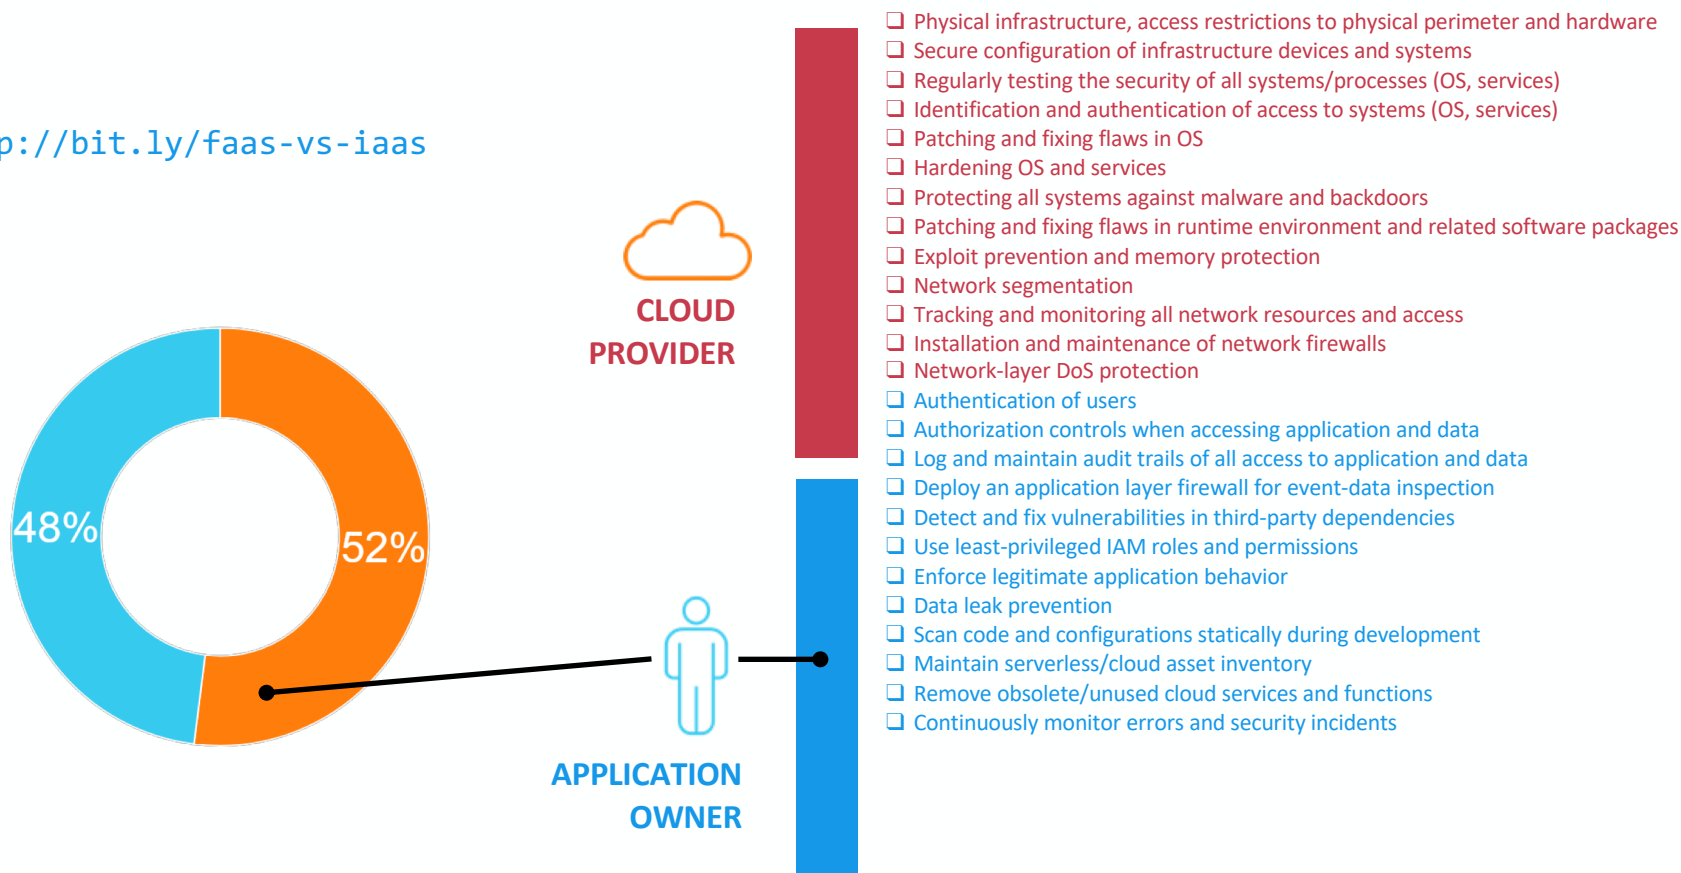 p://bit.ly/faas-vs-iaas
CLOUD
PROVIDER
48%
52%
APPLICATION
OWNER
❑ Physical infrastructure, access restrictions to physical perimeter and hardware
❑ Secure configuration of infrastructure devices and systems
❑ Regularly testing the security of all systems/processes (OS, services)
❑ Identification and authentication of access to systems (OS, services)
❑ Patching and fixing flaws in OS
❑ Hardening OS and services
❑ Protecting all systems against malware and backdoors
❑ Patching and fixing flaws in runtime environment and related software packages
❑ Exploit prevention and memory protection
❑ Network segmentation
❑ Tracking and monitoring all network resources and access
❑ Installation and maintenance of network firewalls
❑ Network-layer DoS protection
❑ Authentication of users
❑ Authorization controls when accessing application and data
❑ Log and maintain audit trails of all access to application and data
❑ Deploy an application layer firewall for event-data inspection
❑ Detect and fix vulnerabilities in third-party dependencies
❑ Use least-privileged IAM roles and permissions
❑ Enforce legitimate application behavior
❑ Data leak prevention
❑ Scan code and configurations statically during development
❑ Maintain serverless/cloud asset inventory
❑ Remove obsolete/unused cloud services and functions
❑ Continuously monitor errors and security incidents